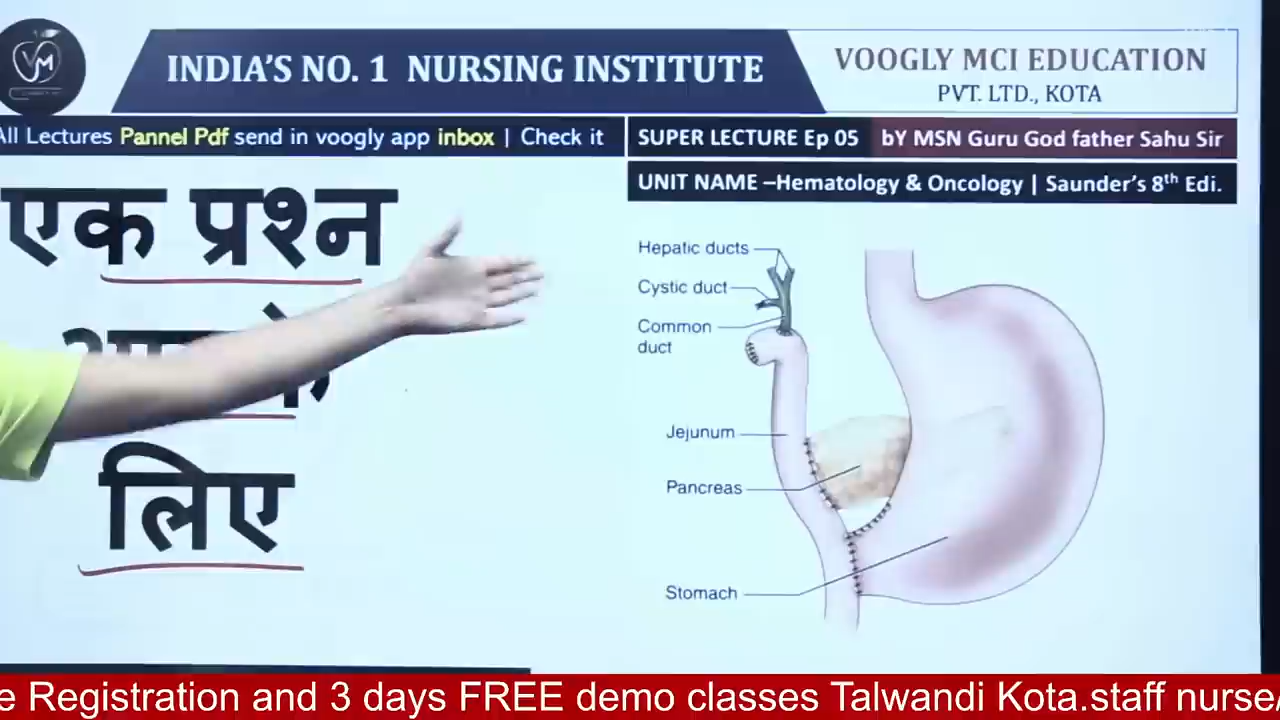 VM
INDIA'S NO. 1 NURSING INSTITUTE
VOOGLY MCI EDUCATION
PVT. LTD., KOTA
All Lectures Pannel Pdf send in voogly app inbox | Check it
SUPER LECTURE Ep 05 bY MSN Guru God father Sahu Sir
UNIT NAME –Hematology & Oncology | Saunder's 8th Edi.
एक प्रश्न
लिए
Hepatic ducts
Cystic duct
Common
duct
Jejunum
Pancreas
Stomach
e Registration and 3 days FREE demo classes Talwandi Kota.staff nurse/